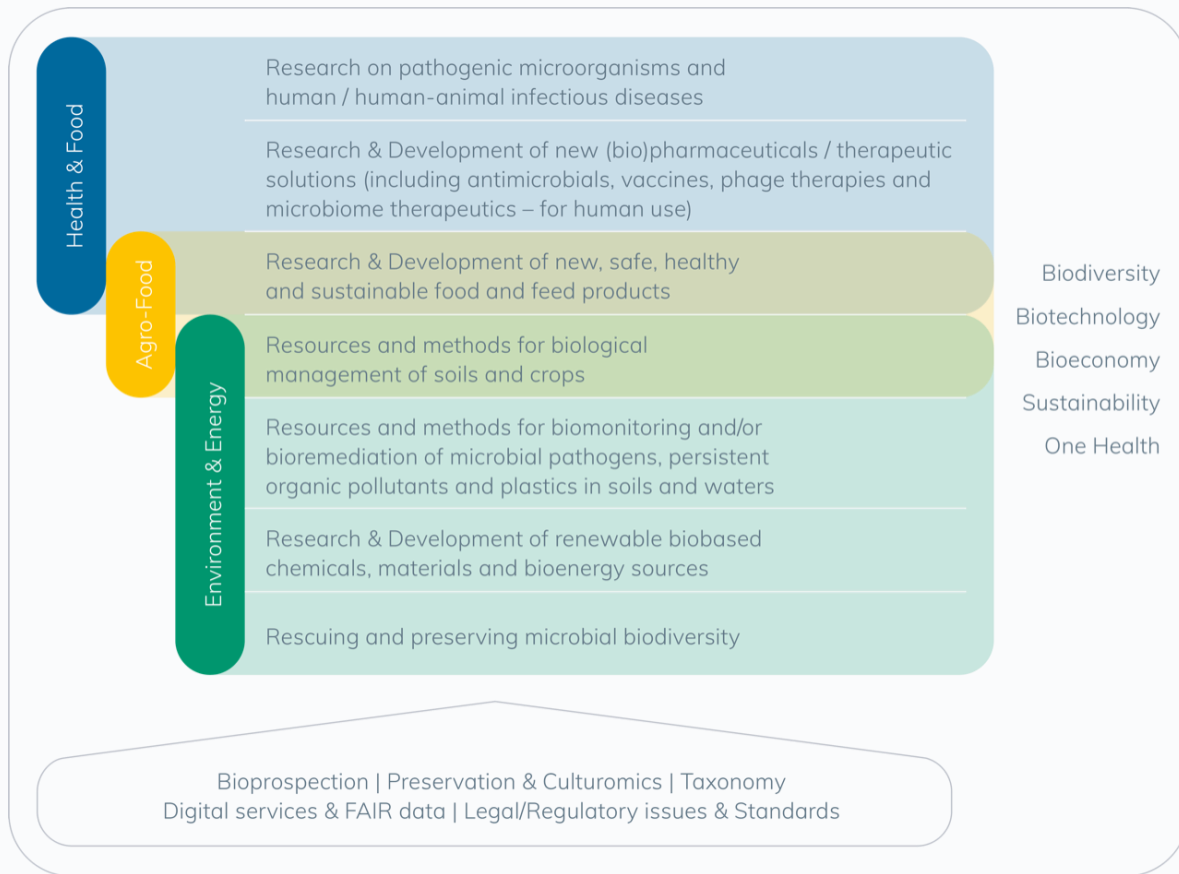 Health & Food
Research on pathogenic microorganisms and
human / human-animal infectious diseases
Research & Development of new (bio)pharmaceuticals / therapeutic
solutions (including antimicrobials, vaccines, phage therapies and
microbiome therapeutics – for human use)
Agro-Food
Research & Development of new, safe, healthy
and sustainable food and feed products
Environment & Energy
Resources and methods for biological
management of soils and crops
Resources and methods for biomonitoring and/or
bioremediation of microbial pathogens, persistent
organic pollutants and plastics in soils and waters
Research & Development of renewable biobased
chemicals, materials and bioenergy sources
Rescuing and preserving microbial biodiversity
Biodiversity
Biotechnology
Bioeconomy
Sustainability
One Health
Bioprospection | Preservation & Culturomics | Taxonomy
Digital services & FAIR data | Legal/Regulatory issues & Standards